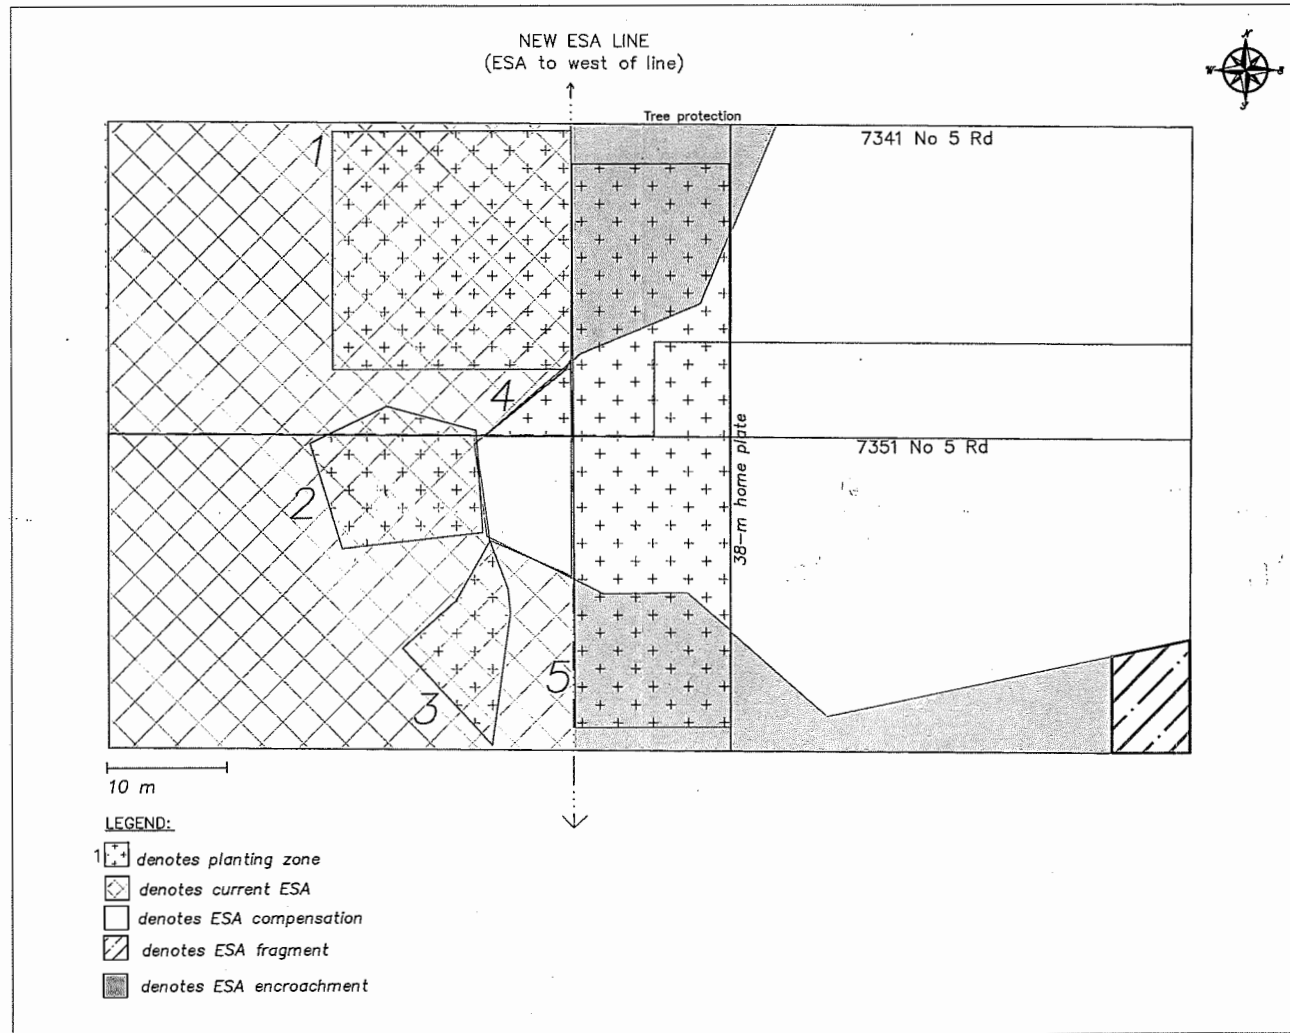 NEW ESA LINE
(ESA to west of line)
N
W
E
S
Tree protection
7341 No 5 Rd
1
4
2
3
5
38-m home plate
7351 No 5 Rd
10 m
LEGEND:
1 denotes planting zone
denotes current ESA
denotes ESA compensation
denotes ESA fragment
denotes ESA encroachment